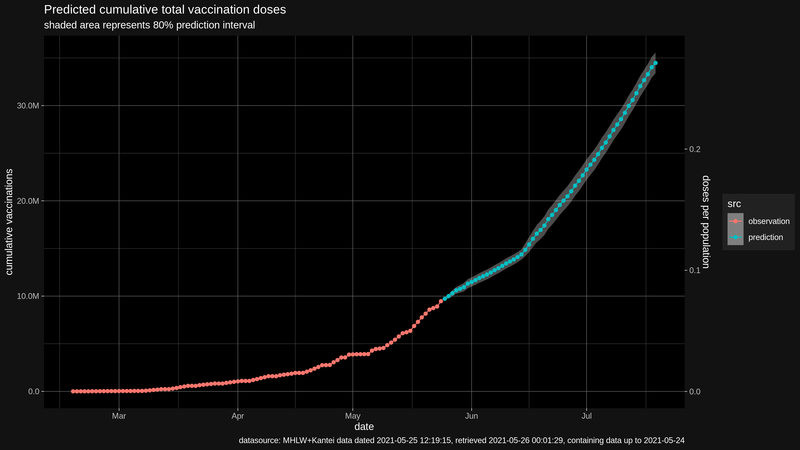 Predicted cumulative total vaccination doses
shaded area represents 80% prediction interval
cumulative vaccinations
30.0M
20.0M
10.0M
0.0
0.2
0.1
0.0
doses per population
src
observation
prediction
Mar Apr May Jun Jul
date
datasource: MHLW+Kantei data dated 2021-05-25 12:19:15, retrieved 2021-05-26 00:01:29, containing data up to 2021-05-24